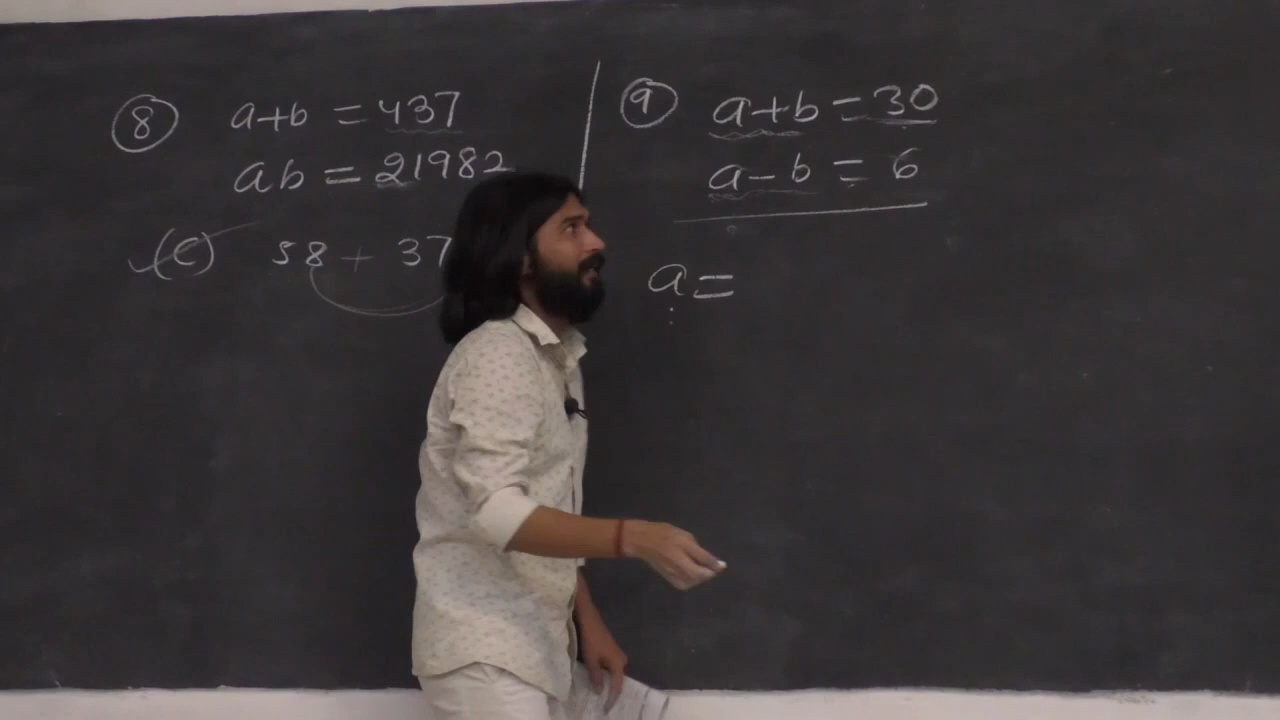 ⑧ a+b = 437
ab = 21982
(c) 58 + 37
⑨ a+b = 30
a-b = 6
a =